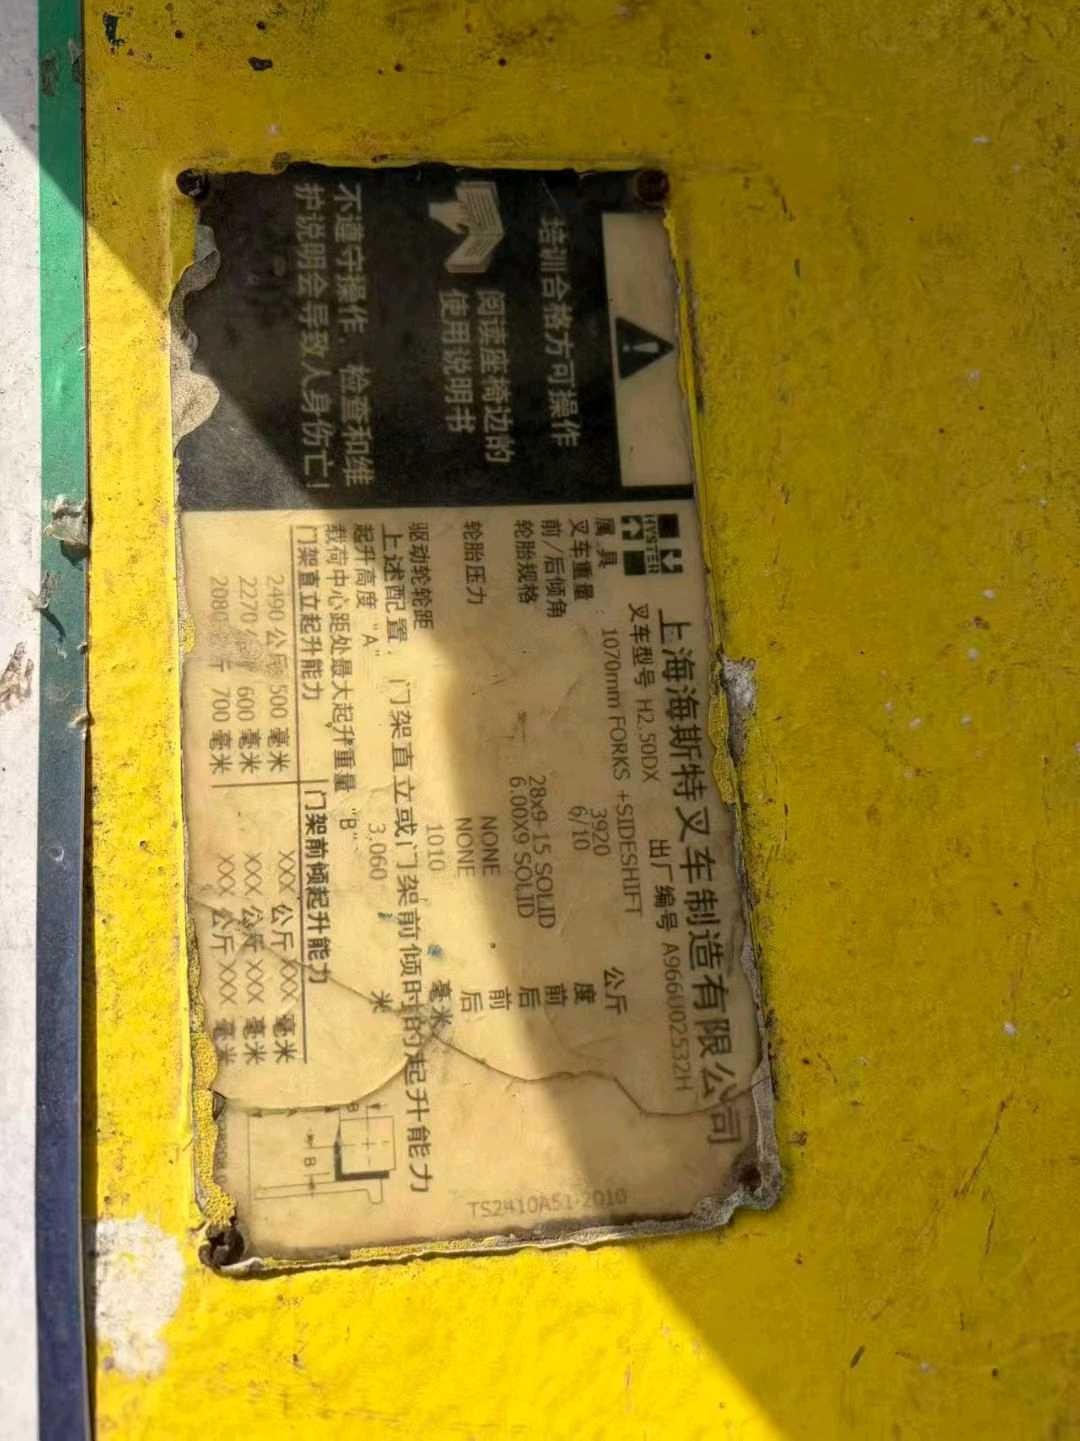 培训合格方可操作
阅读座椅边的
使用说明书
不遵守操作、检查和维
护说明会导致人身伤亡!
HYSTER
上海海斯特叉车制造有限公司
叉车型号 H2.50DX 出厂编号
属具 1070mm FORKS +SIDESHIFT
叉车重量 3920 公斤
前/后倾角 6/10 度
轮胎规格 28x9-15 SOLID 前
6.00X9 SOLID 后
轮胎压力 NONE 前
NONE 后
驱动轮轮距 1010 毫米
上述配置,门架直立或门架前倾时的起升能力
起升高度 "A" 3,060 米
载荷中心距处最大起升重量 "B"
门架直立起升能力 门架前倾起升能力
2490 公斤 500 毫米 XXX 公斤 XXX 毫米
2270 公斤 600 毫米 XXX 公斤 XXX 毫米
2080 斤 700 毫米 XXX 公斤 XXX 毫米
B
A
B
TS2410A51-2010